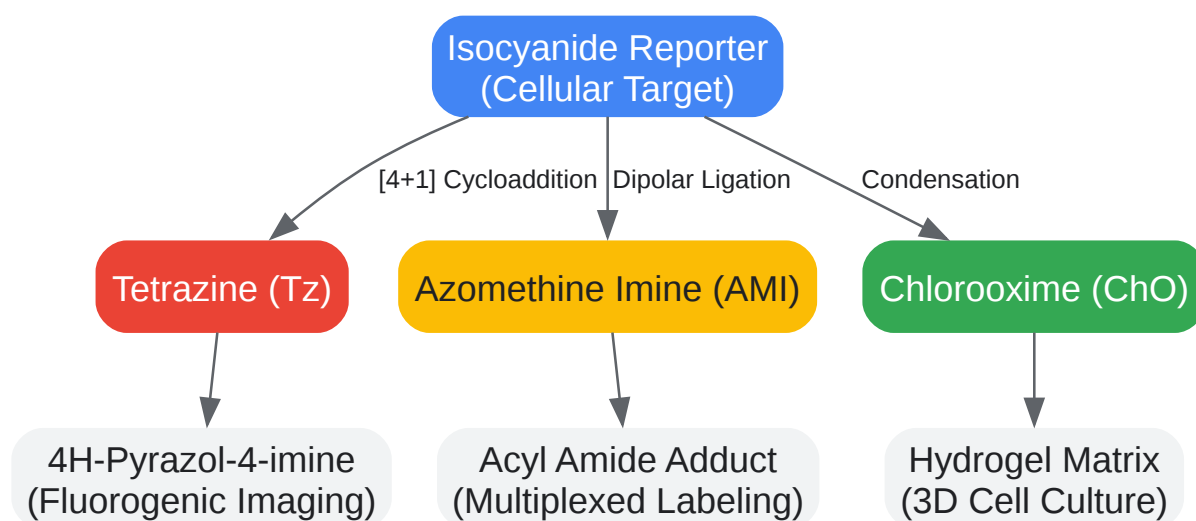 Isocyanide Reporter
(Cellular Target)
[4+1] Cycloaddition
Dipolar Ligation
Condensation
Tetrazine (Tz)
Azomethine Imine (AMI)
Chlorooxime (ChO)
4H-Pyrazol-4-imine
(Fluorogenic Imaging)
Acyl Amide Adduct
(Multiplexed Labeling)
Hydrogel Matrix
(3D Cell Culture)